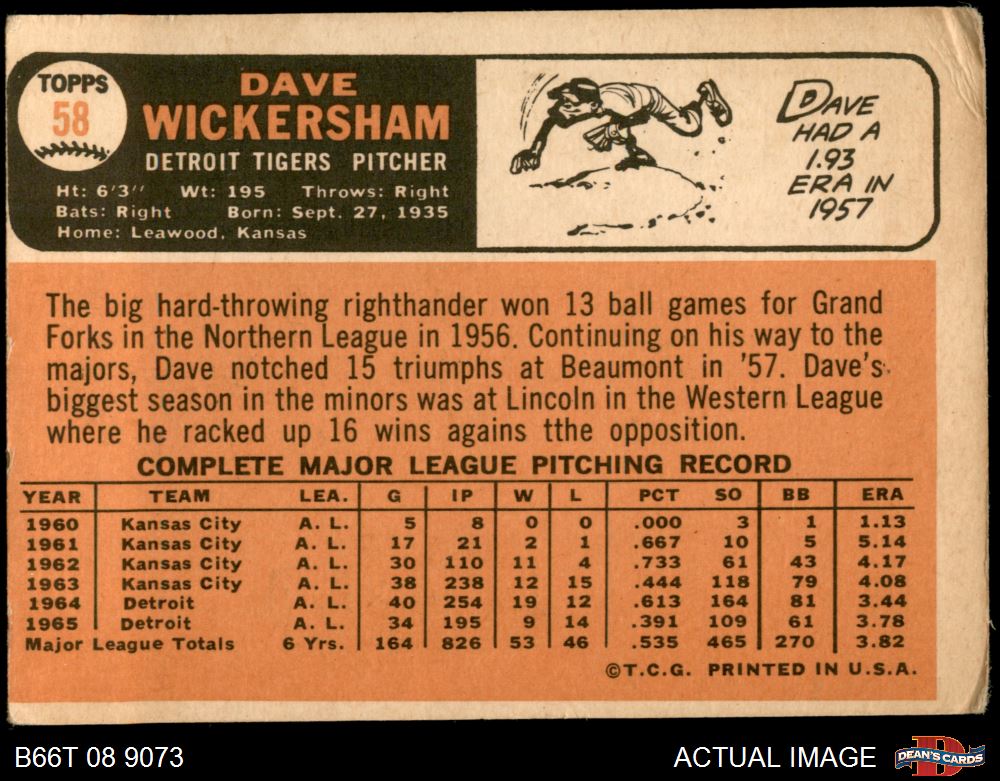 TOPPS
58
DAVE
WICKERSHAM
DETROIT TIGERS PITCHER
Ht: 6'3" Wt: 195 Throws: Right
Bats: Right Born: Sept. 27, 1935
Home: Leawood, Kansas
DAVE
HAD A
1.93
ERA IN
1957
The big hard-throwing righthander won 13 ball games for Grand
Forks in the Northern League in 1956. Continuing on his way to the
majors, Dave notched 15 triumphs at Beaumont in '57. Dave's
biggest season in the minors was at Lincoln in the Western League
where he racked up 16 wins agains tthe opposition.
COMPLETE MAJOR LEAGUE PITCHING RECORD
YEAR TEAM LEA. G IP W L PCT SO BB ERA
1960 Kansas City A. L. 5 8 0 0 .000 3 1 1.13
1961 Kansas City A. L. 17 21 2 1 .667 10 5 5.14
1962 Kansas City A. L. 30 110 11 4 .733 61 43 4.17
1963 Kansas City A. L. 38 238 12 15 .444 118 79 4.08
1964 Detroit A. L. 40 254 19 12 .613 164 81 3.44
1965 Detroit A. L. 34 195 9 14 .391 109 61 3.78
Major League Totals 6 Yrs. 164 826 53 46 .535 465 270 3.82
©T.C.G. PRINTED IN U.S.A.
B66T 08 9073
ACTUAL IMAGE
DEAN'S CARDS